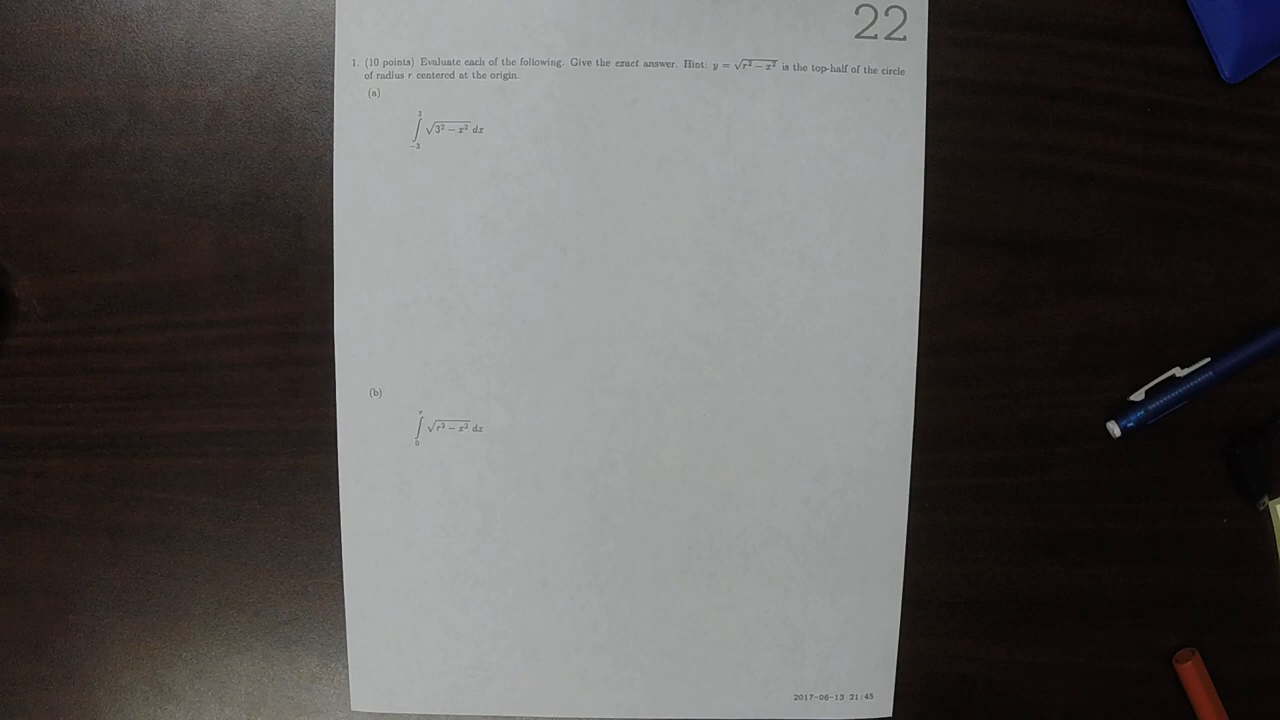 22
1. (10 points) Evaluate each of the following. Give the exact answer. Hint: y = √(r² − x²) is the top-half of the circle
of radius r centered at the origin.
(a)
∫₋₃³ √(3² − x²) dx
(b)
∫₀ʳ √(r² − x²) dx
2017-06-13 21:45